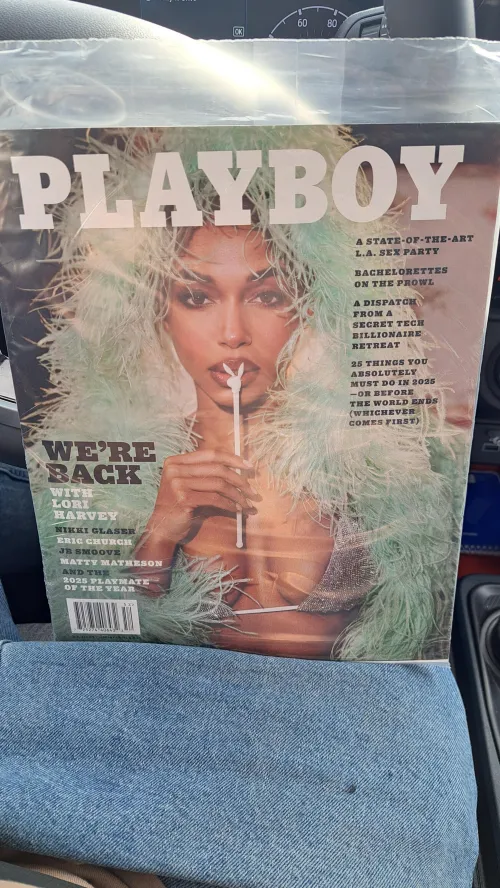 OK
60 80
PLAYBOY
A STATE-OF-THE-ART
L.A. SEX PARTY
BACHELORETTES
ON THE PROWL
A DISPATCH
FROM A
SECRET TECH
BILLIONAIRE
RETREAT
25 THINGS YOU
ABSOLUTELY
MUST DO IN 2025
—OR BEFORE
THE WORLD ENDS
(WHICHEVER
COMES FIRST)
WE'RE
BACK
WITH
LORI
HARVEY
NIKKI GLASER
ERIC CHURCH
JB SMOOVE
MATTY MATHESON
AND THE
2025 PLAYMATE
OF THE YEAR